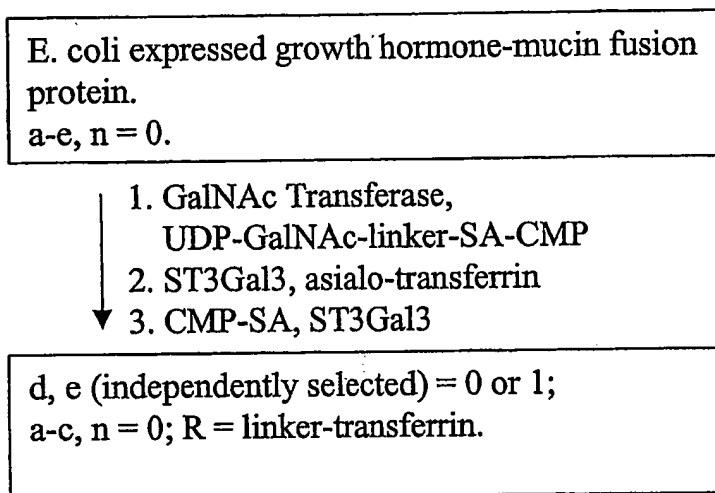 E. coli expressed growth hormone-mucin fusion
protein.
a-e, n = 0.
1. GalNAc Transferase,
UDP-GalNAc-linker-SA-CMP
2. ST3Gal3, asialo-transferrin
3. CMP-SA, ST3Gal3
d, e (independently selected) = 0 or 1;
a-c, n = 0; R = linker-transferrin.